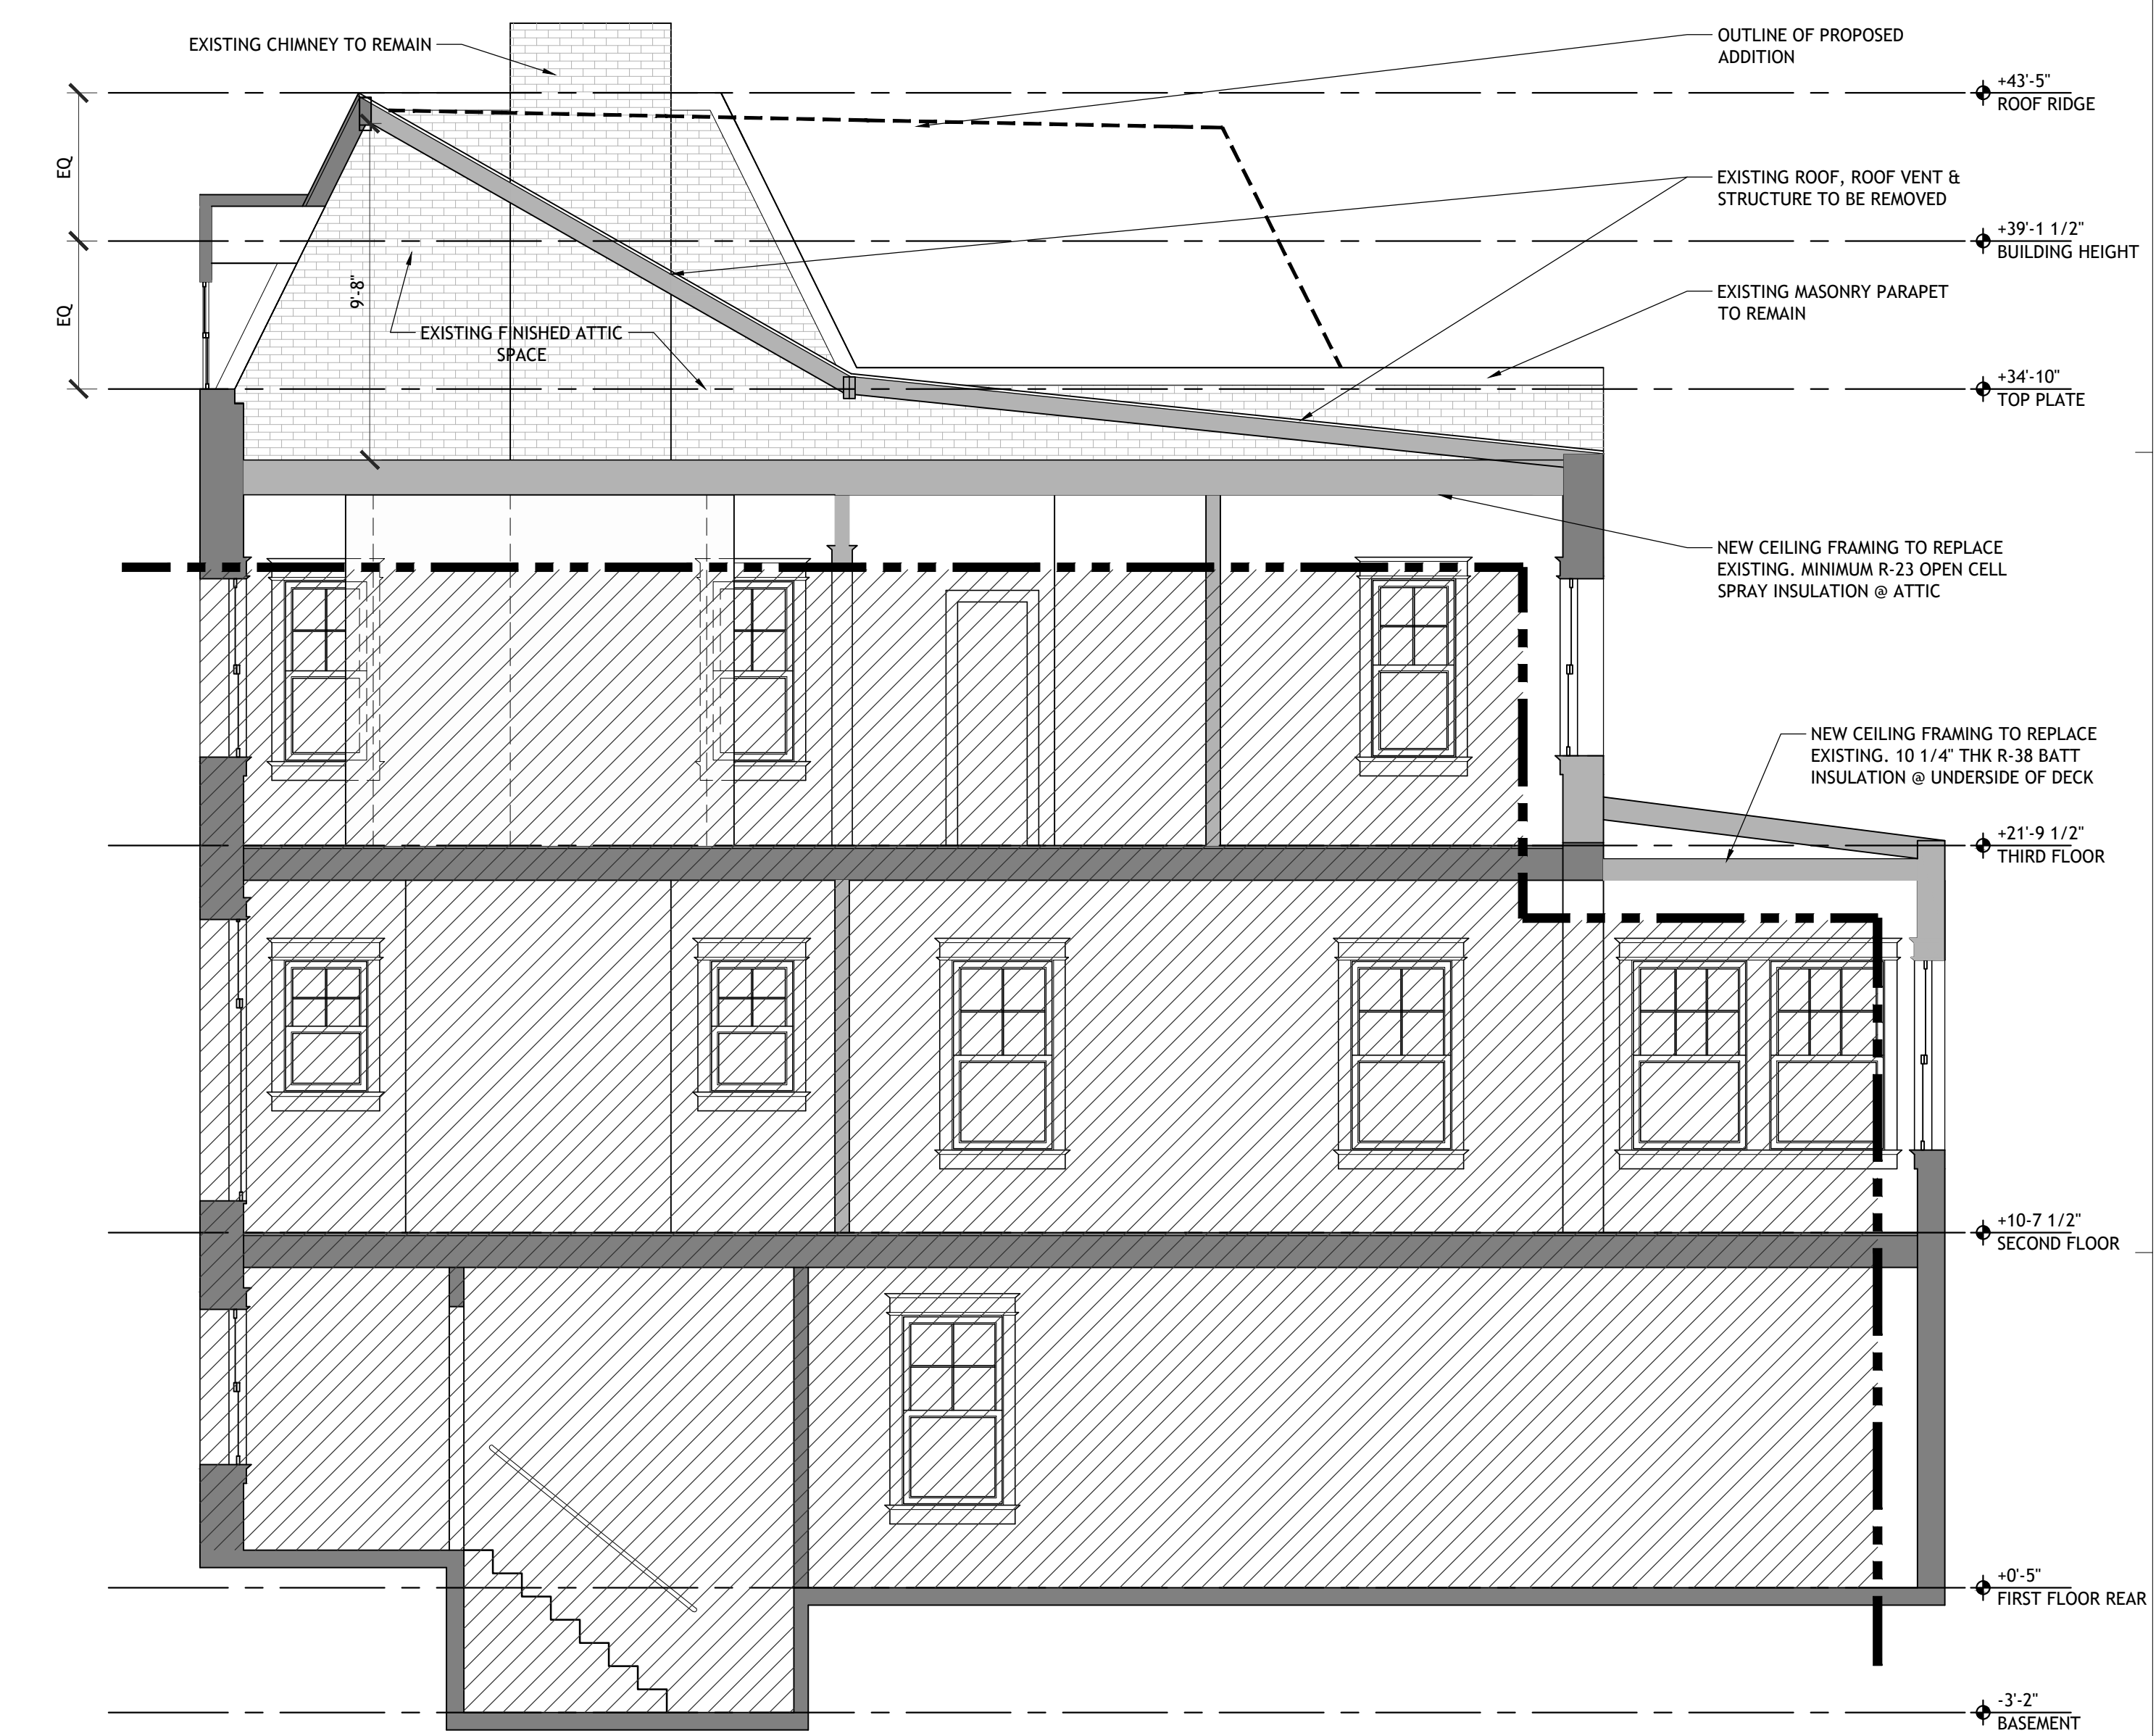 EXISTING CHIMNEY TO REMAIN
OUTLINE OF PROPOSED
ADDITION
+43'-5"
ROOF RIDGE
EQ
EXISTING ROOF, ROOF VENT &
STRUCTURE TO BE REMOVED
+39'-1 1/2"
BUILDING HEIGHT
9'-8"
EQ
EXISTING MASONRY PARAPET
TO REMAIN
EXISTING FINISHED ATTIC
SPACE
+34'-10"
TOP PLATE
NEW CEILING FRAMING TO REPLACE
EXISTING. MINIMUM R-23 OPEN CELL
SPRAY INSULATION @ ATTIC
NEW CEILING FRAMING TO REPLACE
EXISTING. 10 1/4" THK R-38 BATT
INSULATION @ UNDERSIDE OF DECK
+21'-9 1/2"
THIRD FLOOR
+10-7 1/2"
SECOND FLOOR
+0'-5"
FIRST FLOOR REAR
-3'-2"
BASEMENT